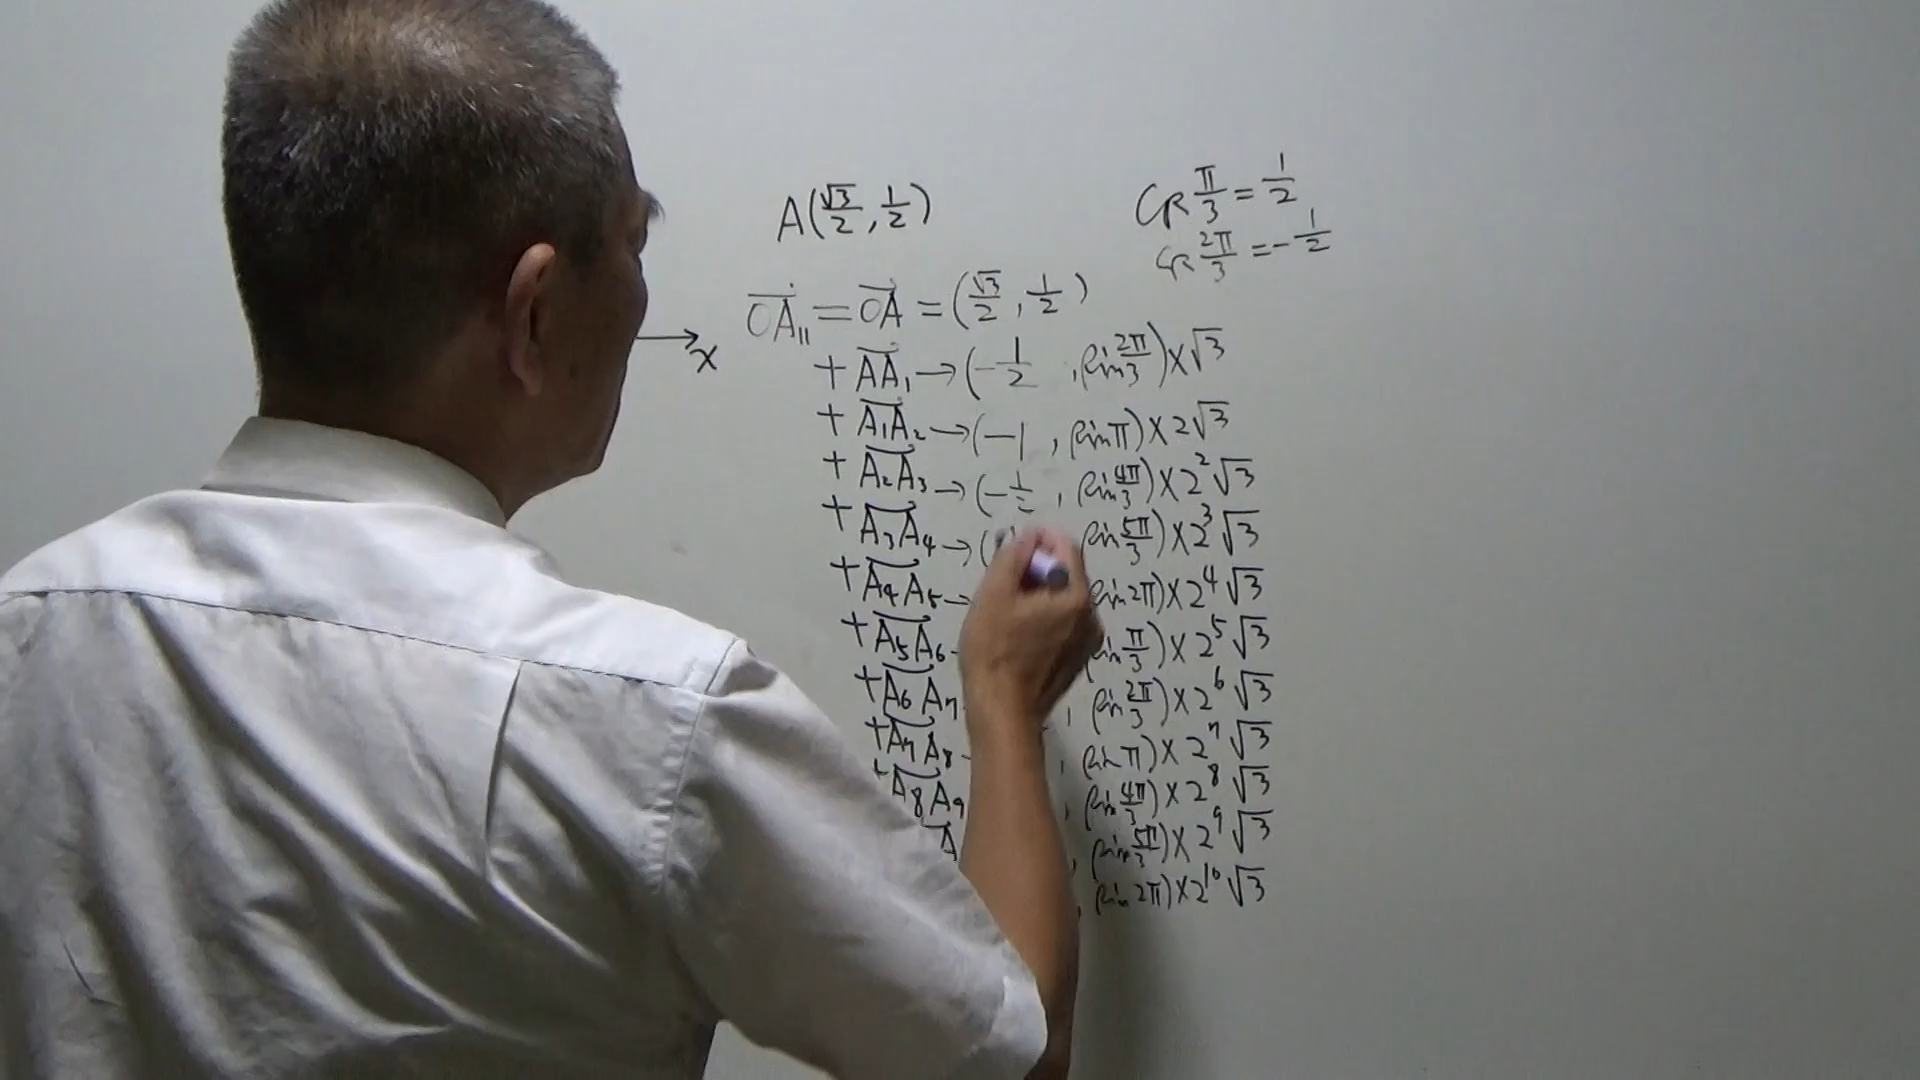 A(√3/2, 1/2)
cos π/3 = 1/2
cos 2π/3 = -1/2
x
OA₁₁ = OA = (√3/2, 1/2)
+ AA₁ → (-1/2, sin 2π/3) × √3
+ A₁A₂ → (-1, sin π) × 2√3
+ A₂A₃ → (-1/2, sin 4π/3) × 2²√3
+ A₃A₄ → ( sin 5π/3) × 2³√3
+ A₄A₅ → sin 2π) × 2⁴√3
+ A₅A₆ sin π/3) × 2⁵√3
+ A₆A₇ , sin 2π/3) × 2⁶√3
+ A₇A₈ , sin π) × 2⁷√3
+ A₈A₉ , sin 4π/3) × 2⁸√3
A , sin 5π/3) × 2⁹√3
, sin 2π) × 2¹⁰√3